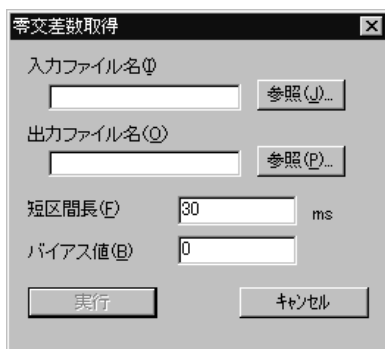 零交差数取得
入力ファイル名(I)
参照(J)...
出力ファイル名(O)
参照(P)...
短区間長(F) 30 ms
バイアス値(B) 0
実行 キャンセル